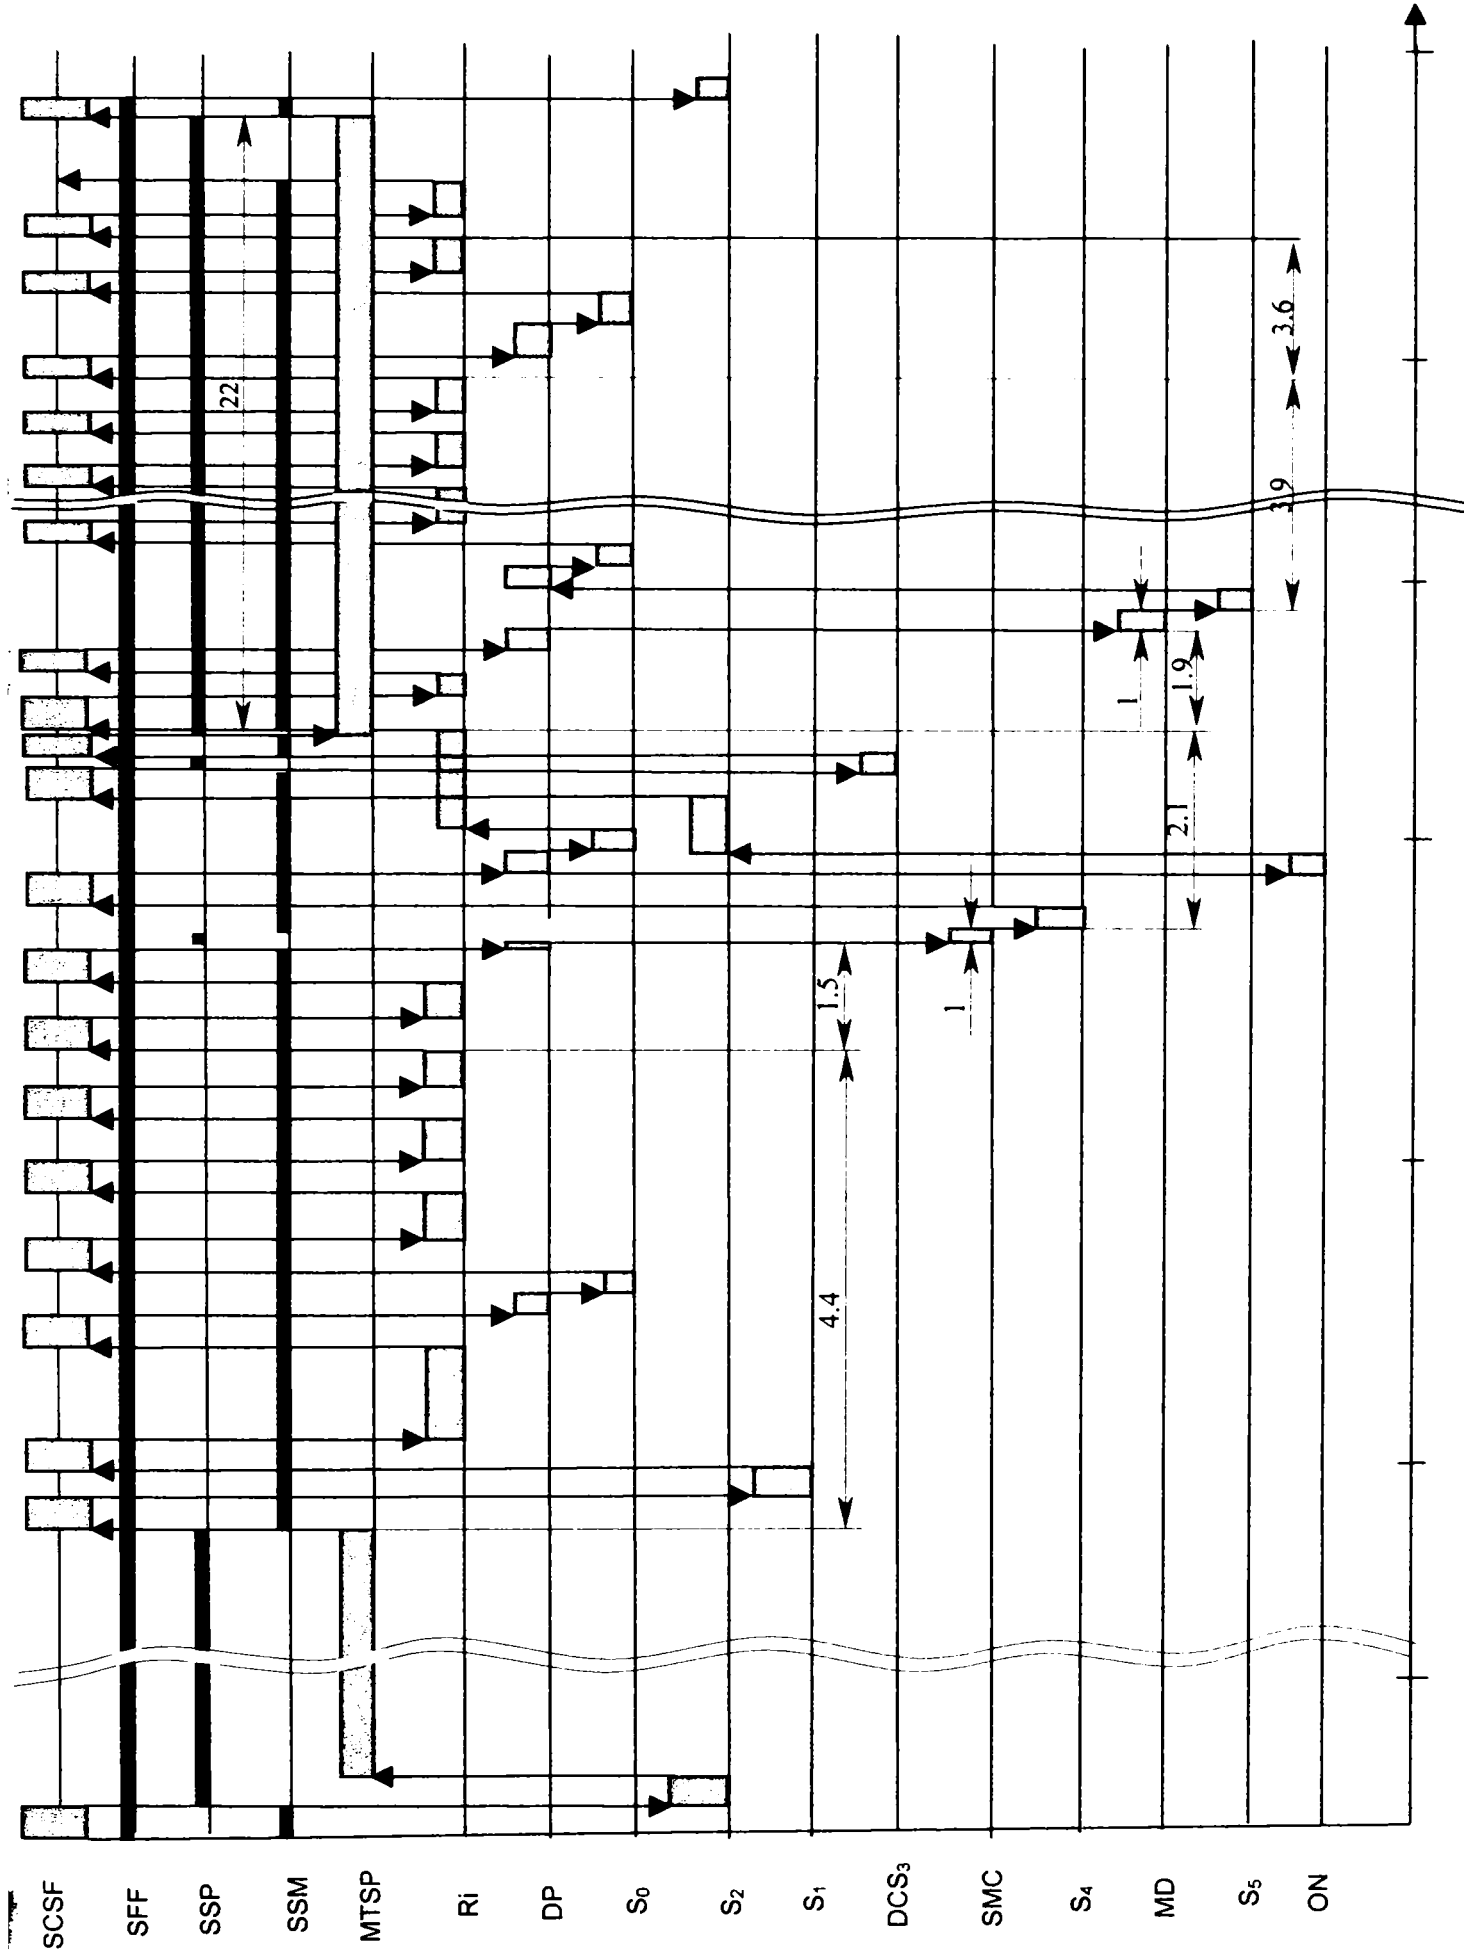 SCSF
SFF
SSP
SSM
MTSP
Ri
DP
S₀
S₂
S₁
DCS₃
SMC
S₄
MD
S₅
ON
22
4.4
1.5
1
2.1
1.9
1
3.9
3.6